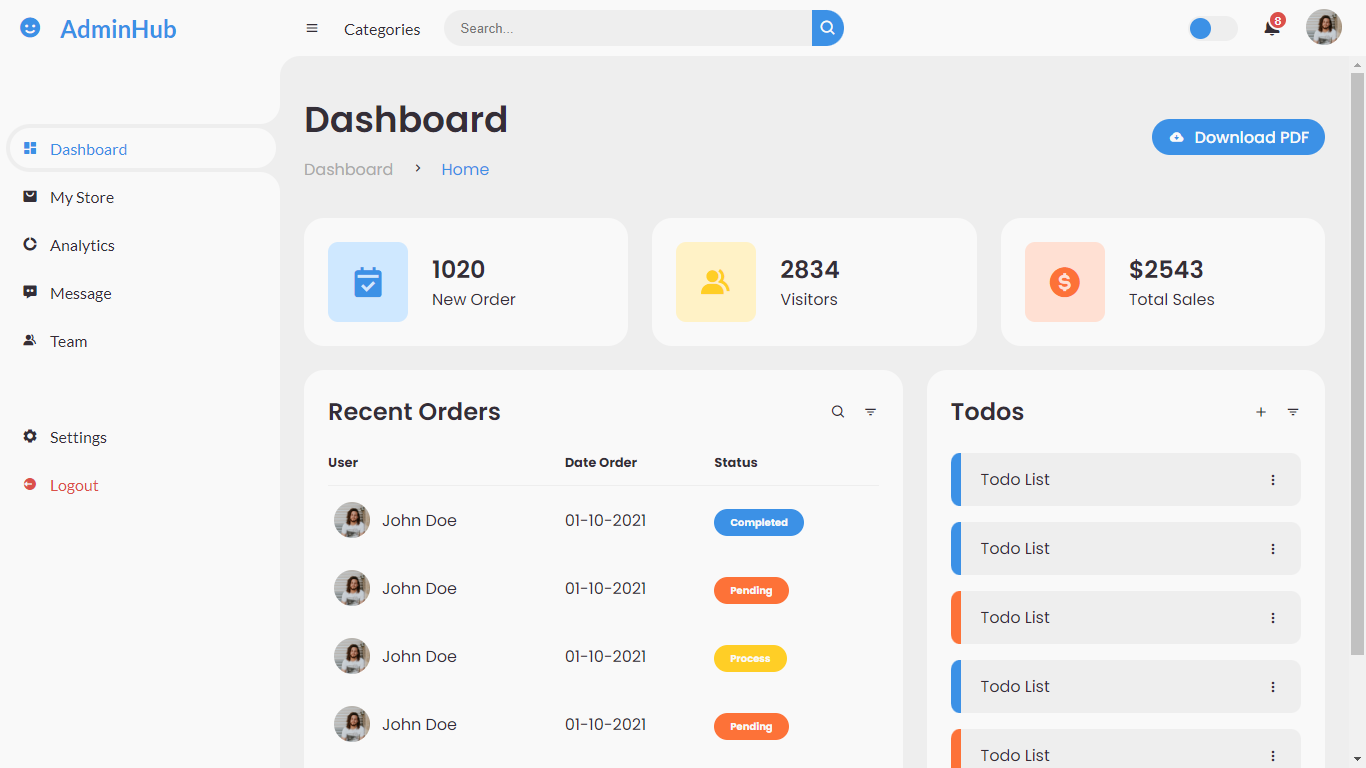 AdminHub
Categories
Search...
8
Dashboard
My Store
Analytics
Message
Team
Settings
Logout
Dashboard
Dashboard > Home
Download PDF
1020
New Order
2834
Visitors
$2543
Total Sales
Recent Orders
User Date Order Status
John Doe 01-10-2021 Completed
John Doe 01-10-2021 Pending
John Doe 01-10-2021 Process
John Doe 01-10-2021 Pending
Todos
Todo List
Todo List
Todo List
Todo List
Todo List